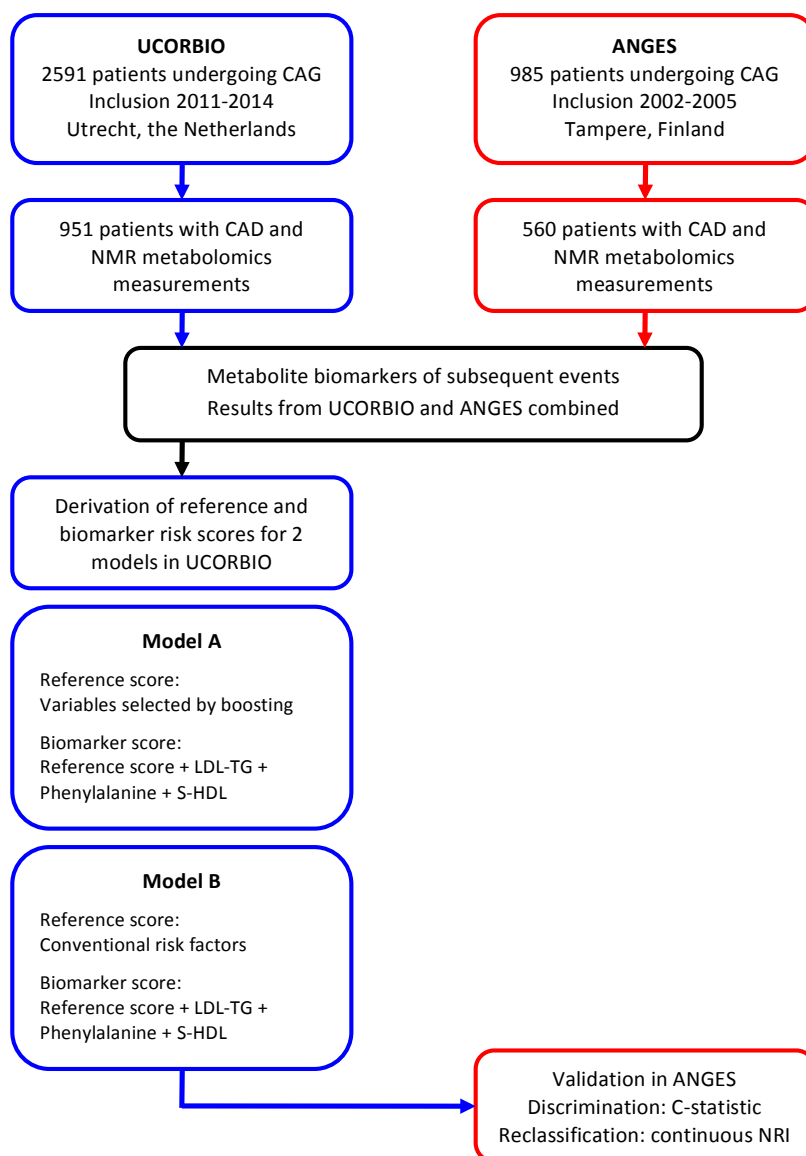 UCORBIO
2591 patients undergoing CAG
Inclusion 2011-2014
Utrecht, the Netherlands
ANGES
985 patients undergoing CAG
Inclusion 2002-2005
Tampere, Finland
951 patients with CAD and
NMR metabolomics
measurements
560 patients with CAD and
NMR metabolomics
measurements
Metabolite biomarkers of subsequent events
Results from UCORBIO and ANGES combined
Derivation of reference and
biomarker risk scores for 2
models in UCORBIO
Model A
Reference score:
Variables selected by boosting
Biomarker score:
Reference score + LDL-TG +
Phenylalanine + S-HDL
Model B
Reference score:
Conventional risk factors
Biomarker score:
Reference score + LDL-TG +
Phenylalanine + S-HDL
Validation in ANGES
Discrimination: C-statistic
Reclassification: continuous NRI